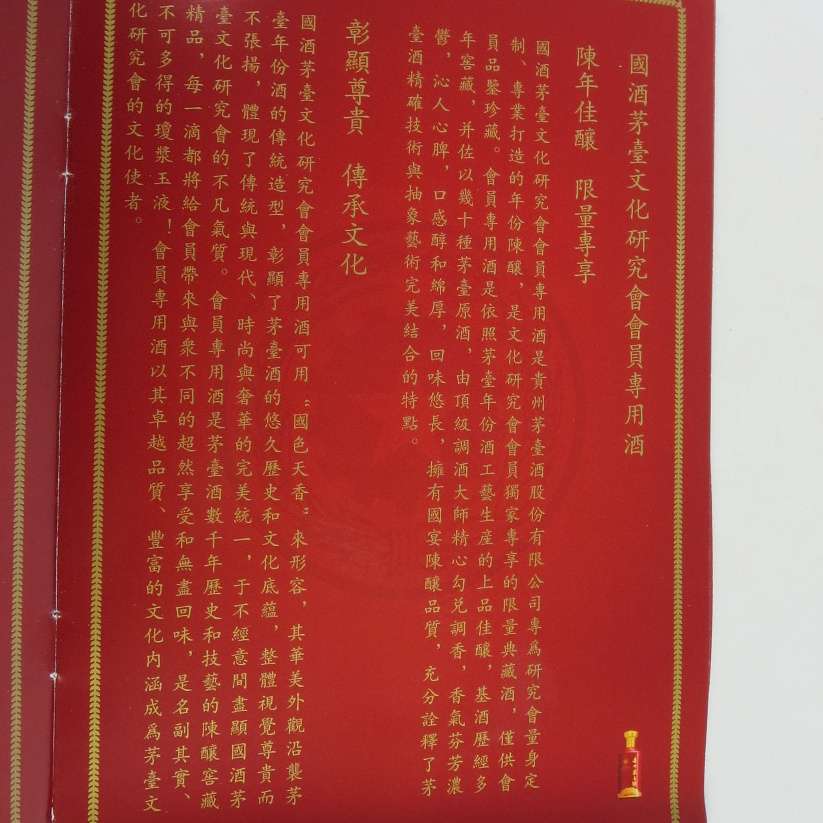 國酒茅臺文化研究會會員專用酒
陳年佳釀 限量專享
國酒茅臺文化研究會會員專用酒是貴州茅臺酒股份有限公司專爲研究會量身定
制、專業打造的年份陳釀，是文化研究會會員獨家專享的限量典藏酒，僅供會
員品鑒珍藏。會員專用酒是依照茅臺年份酒工藝生産的上品佳釀，基酒歷經多
年窖藏，并佐以幾十種茅臺原酒，由頂級調酒大師精心勾兑調香，香氣芬芳濃
鬱，沁人心脾，口感醇和綿厚，回味悠長，擁有國宴陳釀品質，充分詮釋了茅
臺酒精確技術與抽象藝術完美結合的特點。
彰顯尊貴 傳承文化
國酒茅臺文化研究會會員專用酒可用“國色天香”來形容，其華美外觀沿襲茅
臺年份酒的傳統造型，彰顯了茅臺酒的悠久歷史和文化底蘊，整體視覺尊貴而
不張揚，體現了傳統與現代、時尚與奢華的完美統一，于不經意間盡顯國酒茅
臺文化研究會的不凡氣質。會員專用酒是茅臺酒數千年歷史和技藝的陳釀窖藏
精品，每一滴都將給會員帶來與衆不同的超然享受和無盡回味，是名副其實、
不可多得的瓊漿玉液！會員專用酒以其卓越品質、豐富的文化内涵成爲茅臺文
化研究會的文化使者。